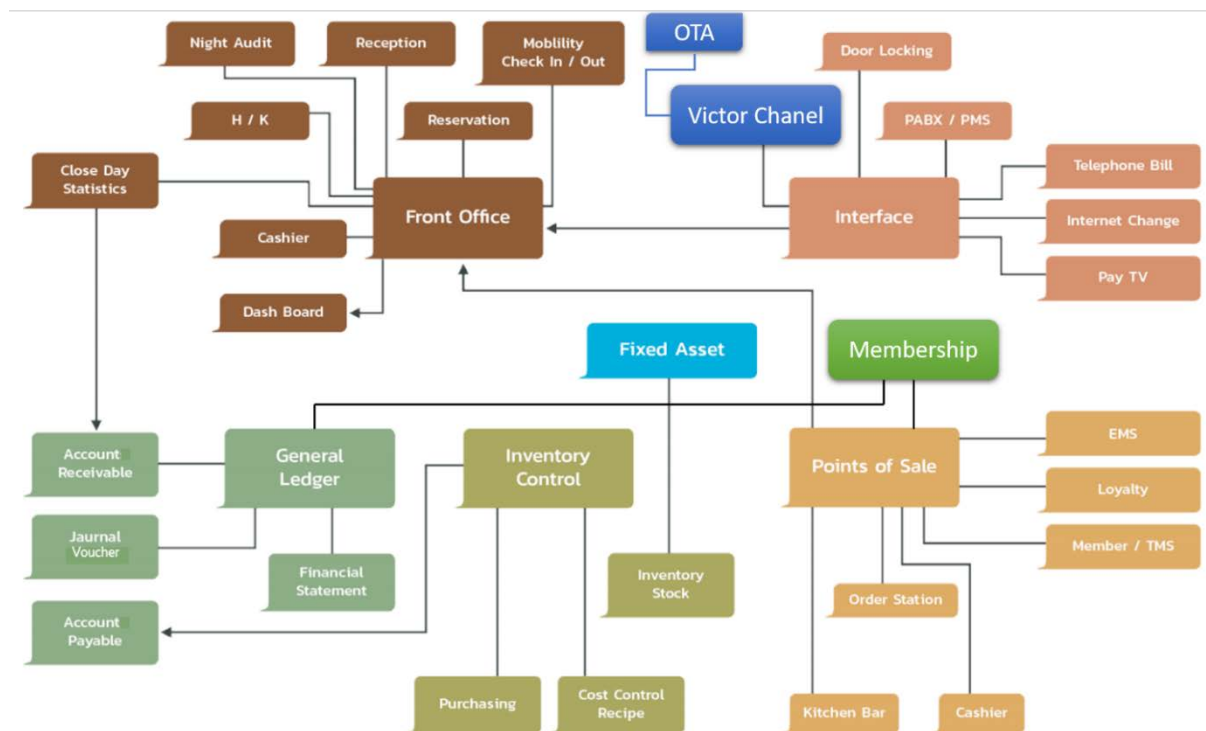 Night Audit
Reception
Moblility
Check In / Out
OTA
Door Locking
H / K
Reservation
Victor Chanel
PABX / PMS
Close Day
Statistics
Telephone Bill
Front Office
Interface
Internet Change
Cashier
Pay TV
Dash Board
Fixed Asset
Membership
Account
Receivable
General
Ledger
Inventory
Control
Points of Sale
EMS
Loyalty
Jaurnal
Voucher
Member / TMS
Financial
Statement
Inventory
Stock
Order Station
Account
Payable
Purchasing
Cost Control
Recipe
Kitchen Bar
Cashier